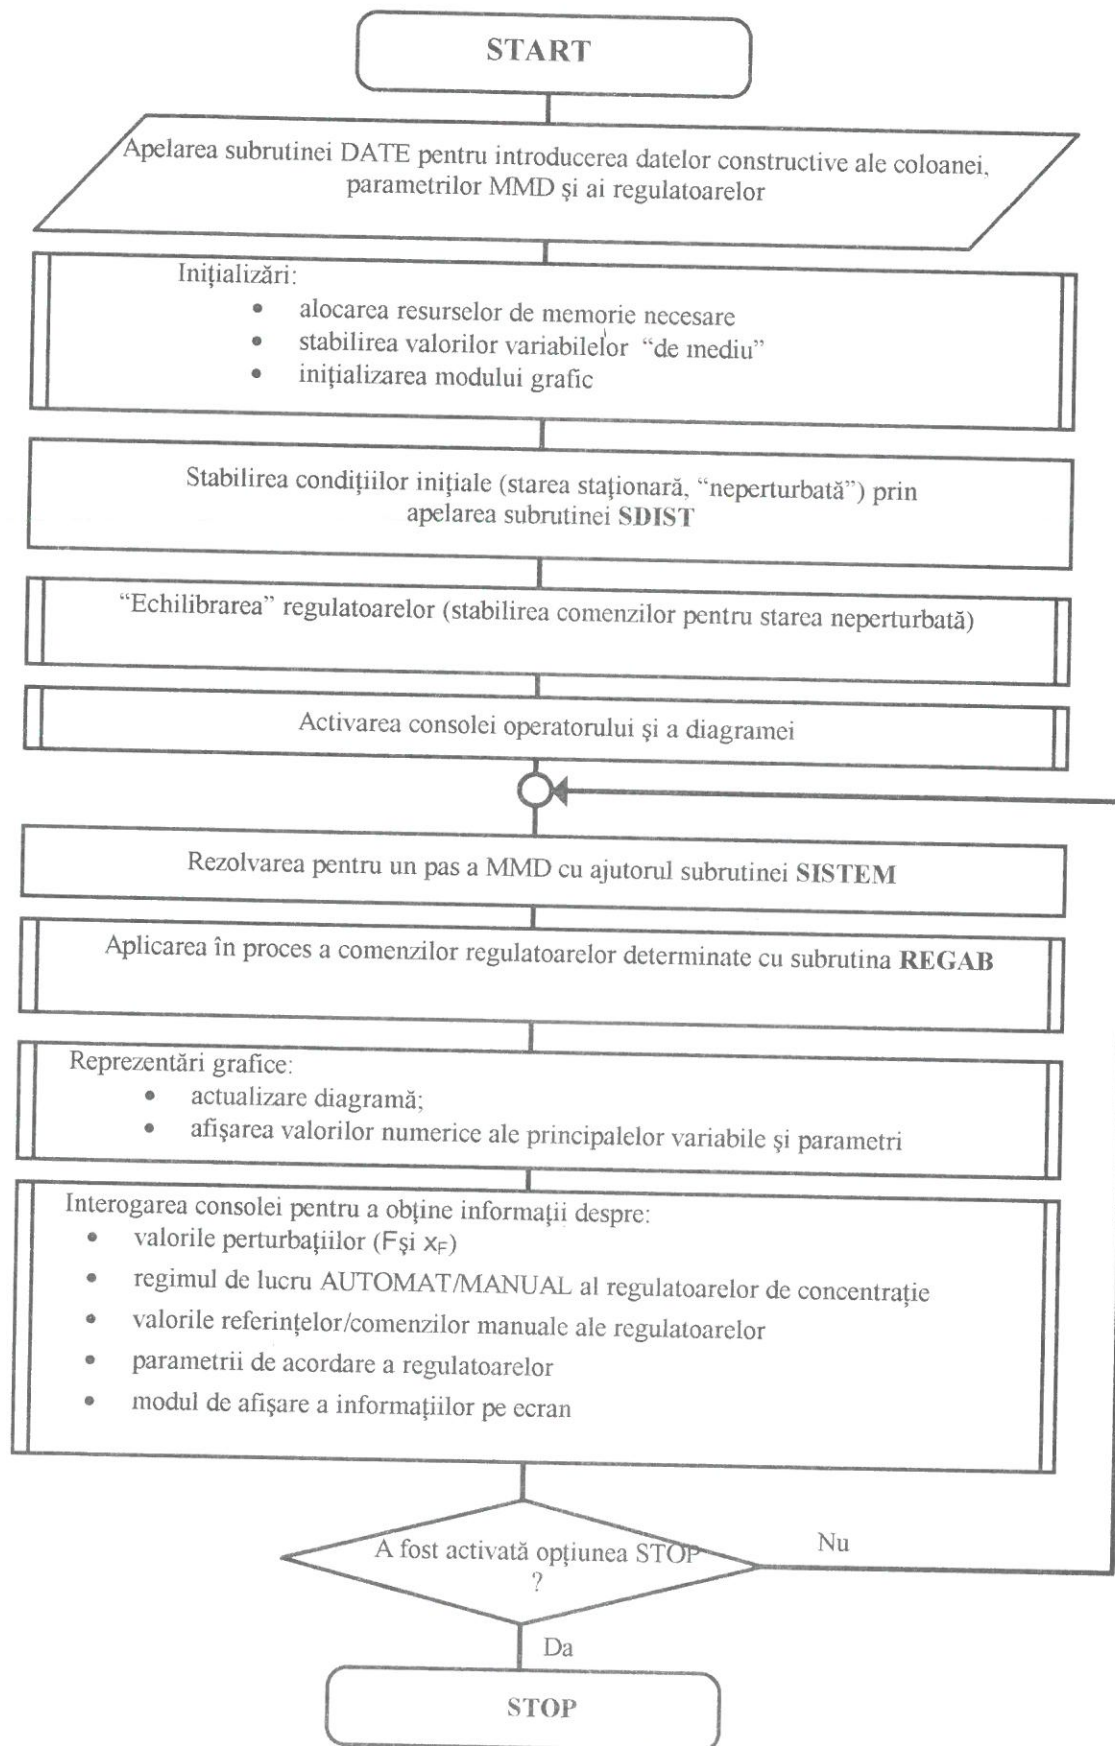 START
Apelarea subrutinei DATE pentru introducerea datelor constructive ale coloanei,
parametrilor MMD şi ai regulatoarelor
Iniţializări:
• alocarea resurselor de memorie necesare
• stabilirea valorilor variabilelor “de mediu”
• iniţializarea modului grafic
Stabilirea condiţiilor iniţiale (starea staţionară, “neperturbată”) prin
apelarea subrutinei SDIST
“Echilibrarea” regulatoarelor (stabilirea comenzilor pentru starea neperturbată)
Activarea consolei operatorului şi a diagramei
Rezolvarea pentru un pas a MMD cu ajutorul subrutinei SISTEM
Aplicarea în proces a comenzilor regulatoarelor determinate cu subrutina REGAB
Reprezentări grafice:
• actualizare diagramă;
• afişarea valorilor numerice ale principalelor variabile şi parametri
Interogarea consolei pentru a obţine informaţii despre:
• valorile perturbaţiilor (Fşi xF)
• regimul de lucru AUTOMAT/MANUAL al regulatoarelor de concentraţie
• valorile referinţelor/comenzilor manuale ale regulatoarelor
• parametrii de acordare a regulatoarelor
• modul de afişare a informaţiilor pe ecran
A fost activată opţiunea STOP
?
Nu
Da
STOP